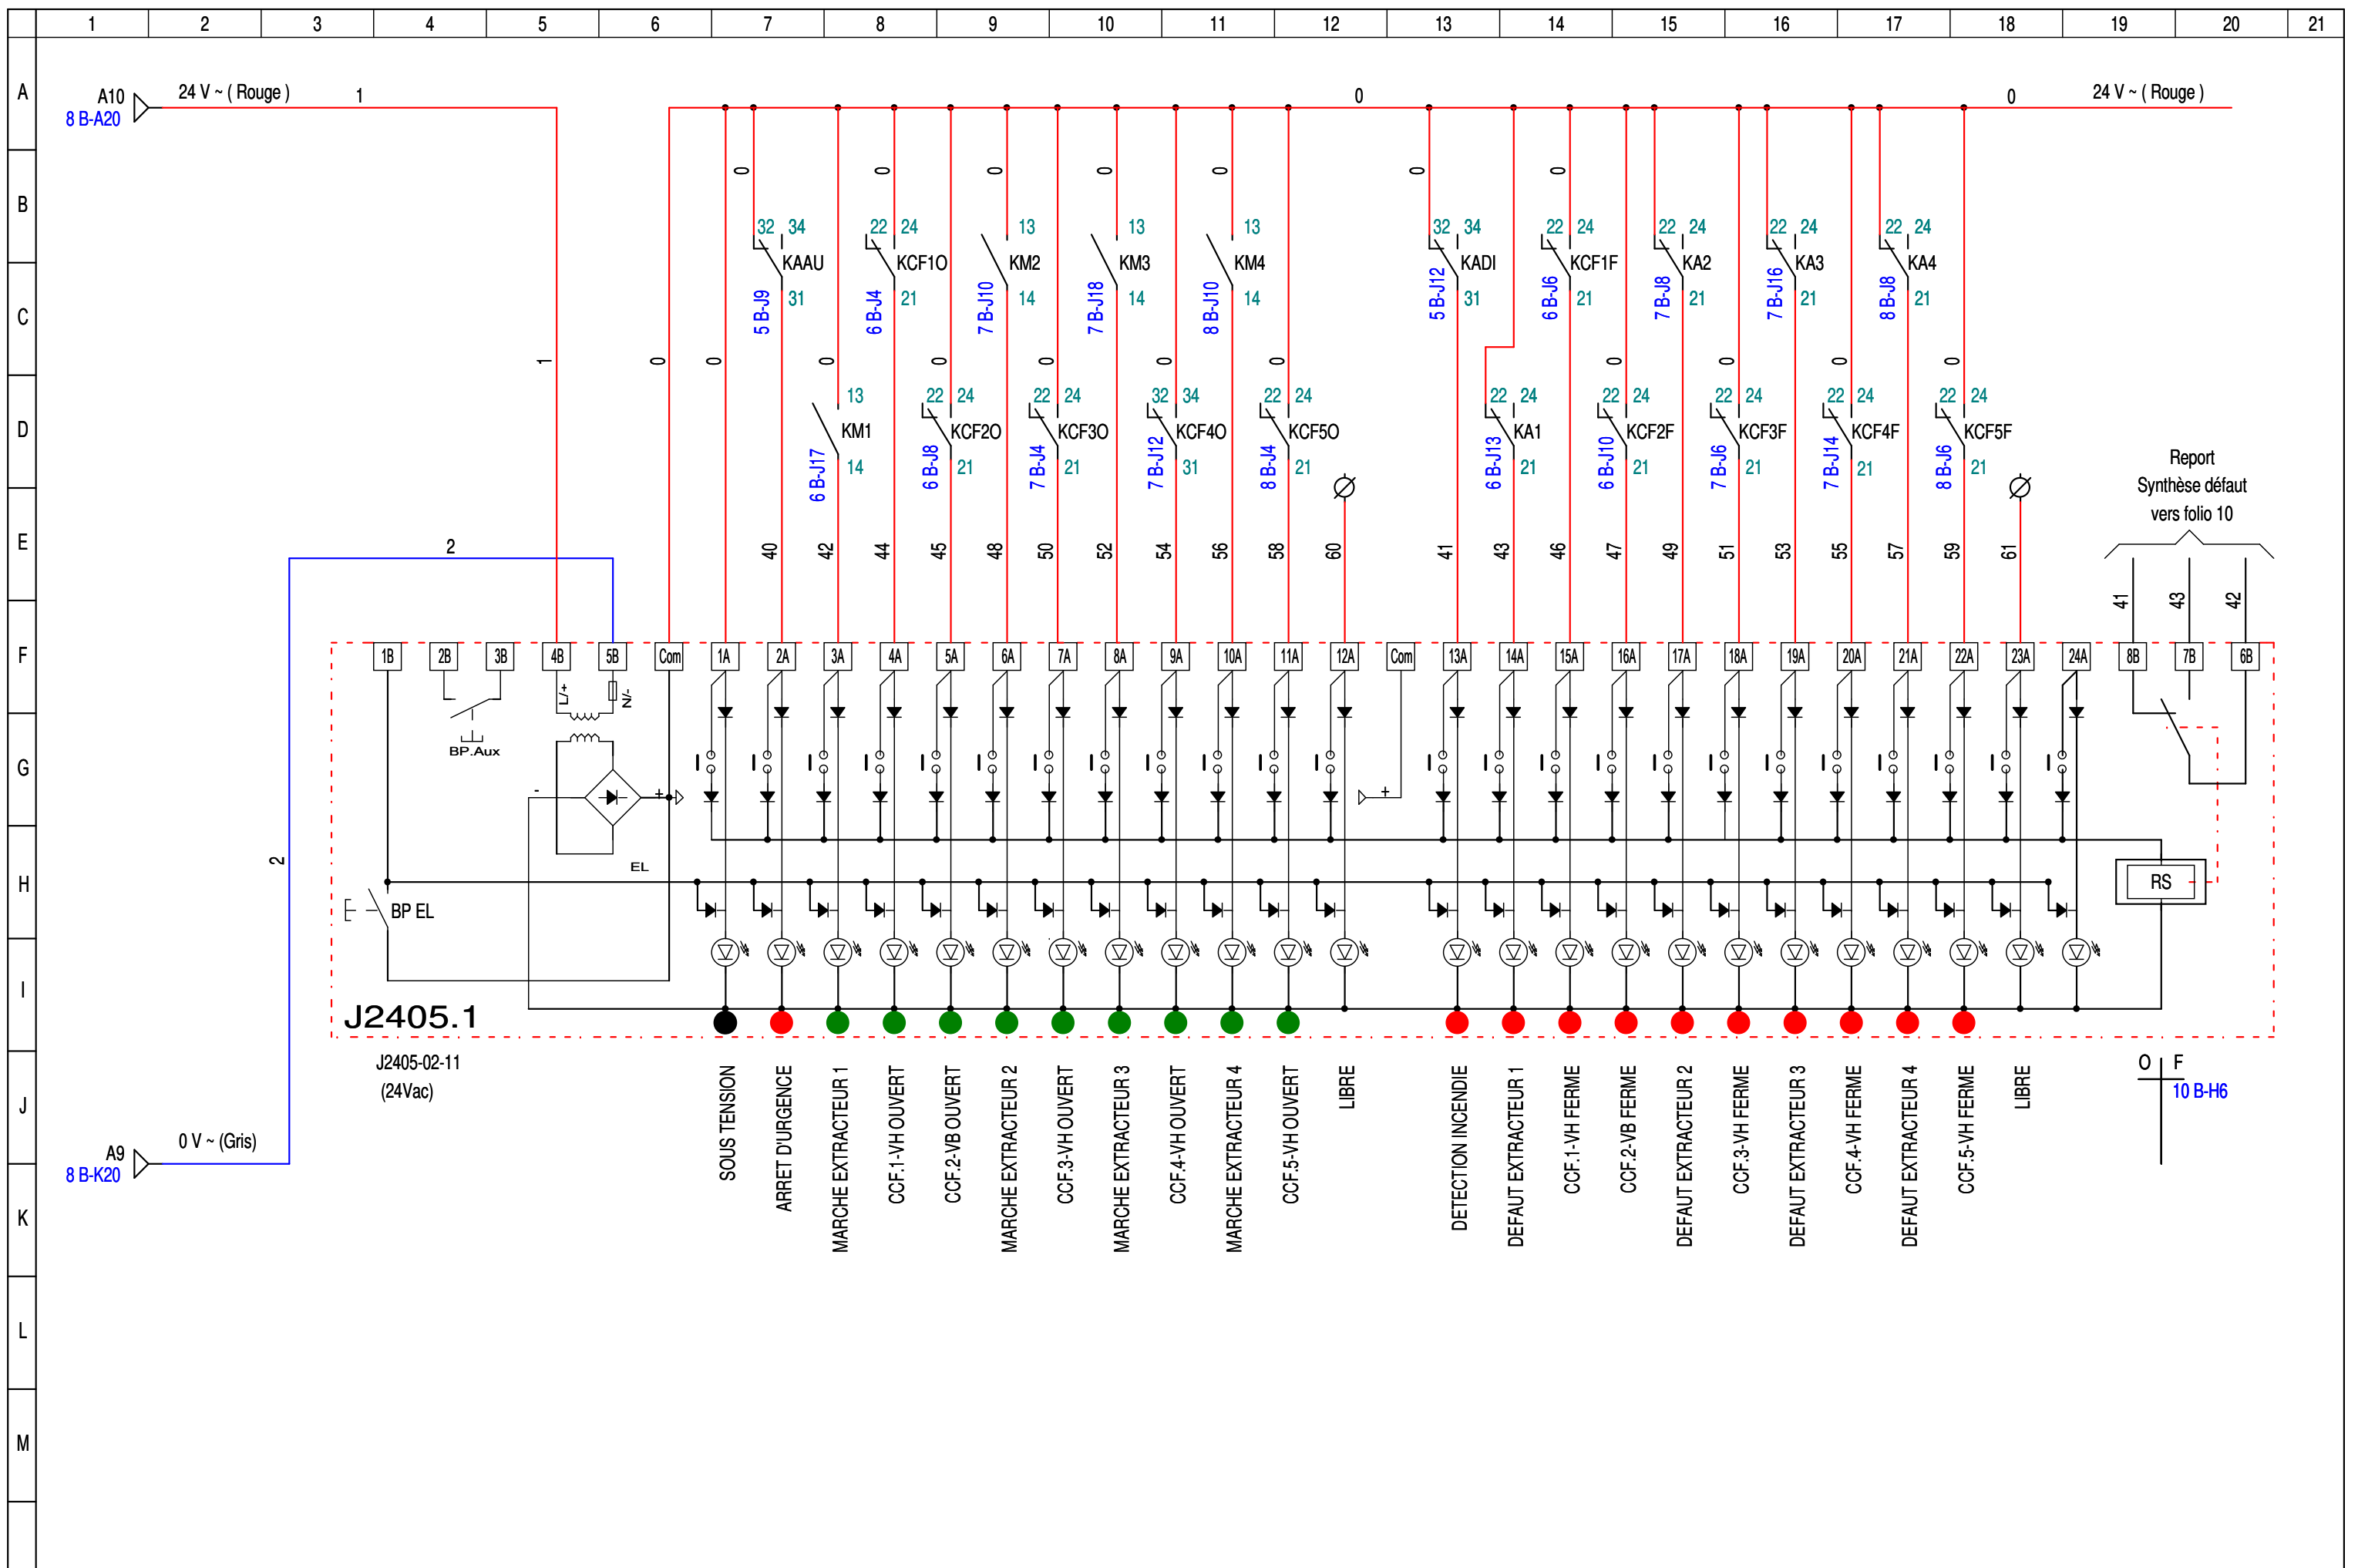 1 2 3 4 5 6 7 8 9 10 11 12 13 14 15 16 17 18 19 20 21
A
B
C
D
E
F
G
H
I
J
K
L
M
A10
8 B-A20
24 V ~ ( Rouge )
1
0
0
24 V ~ ( Rouge )
0 0 0 0 0 0 0
32 34 22 24 13 13 13 32 34 22 24 22 24 22 24 22 24
KAAU KCF1O KM2 KM3 KM4 KADI KCF1F KA2 KA3 KA4
31 21 14 14 14 31 21 21 21 21
5 B-J9 6 B-J4 7 B-J10 7 B-J18 8 B-J10 5 B-J12 6 B-J6 7 B-J8 7 B-J16 8 B-J8
1 0 0 0 0 0 0 0 0 0 0 0
13 22 24 22 24 32 34 22 24 22 24 22 24 22 24 22 24 22 24
KM1 KCF2O KCF3O KCF4O KCF5O KA1 KCF2F KCF3F KCF4F KCF5F
14 21 21 31 21 21 21 21 21 21
6 B-J17 6 B-J8 7 B-J4 7 B-J12 8 B-J4 6 B-J13 6 B-J10 7 B-J6 7 B-J14 8 B-J6
Report
Synthèse défaut
vers folio 10
2
40 42 44 45 48 50 52 54 56 58 60 41 43 46 47 49 51 53 55 57 59 61
41 43 42
1B 2B 3B 4B 5B Com 1A 2A 3A 4A 5A 6A 7A 8A 9A 10A 11A 12A Com 13A 14A 15A 16A 17A 18A 19A 20A 21A 22A 23A 24A 8B 7B 6B
L/+
N/-
BP.Aux
-
+
+
2
EL
BP EL
RS
J2405.1
J2405-02-11
(24Vac)
SOUS TENSION
ARRET D'URGENCE
MARCHE EXTRACTEUR 1
CCF.1-VH OUVERT
CCF.2-VB OUVERT
MARCHE EXTRACTEUR 2
CCF.3-VH OUVERT
MARCHE EXTRACTEUR 3
CCF.4-VH OUVERT
MARCHE EXTRACTEUR 4
CCF.5-VH OUVERT
LIBRE
DETECTION INCENDIE
DEFAUT EXTRACTEUR 1
CCF.1-VH FERME
CCF.2-VB FERME
DEFAUT EXTRACTEUR 2
CCF.3-VH FERME
DEFAUT EXTRACTEUR 3
CCF.4-VH FERME
DEFAUT EXTRACTEUR 4
CCF.5-VH FERME
LIBRE
O F
10 B-H6
A9
8 B-K20
0 V ~ (Gris)